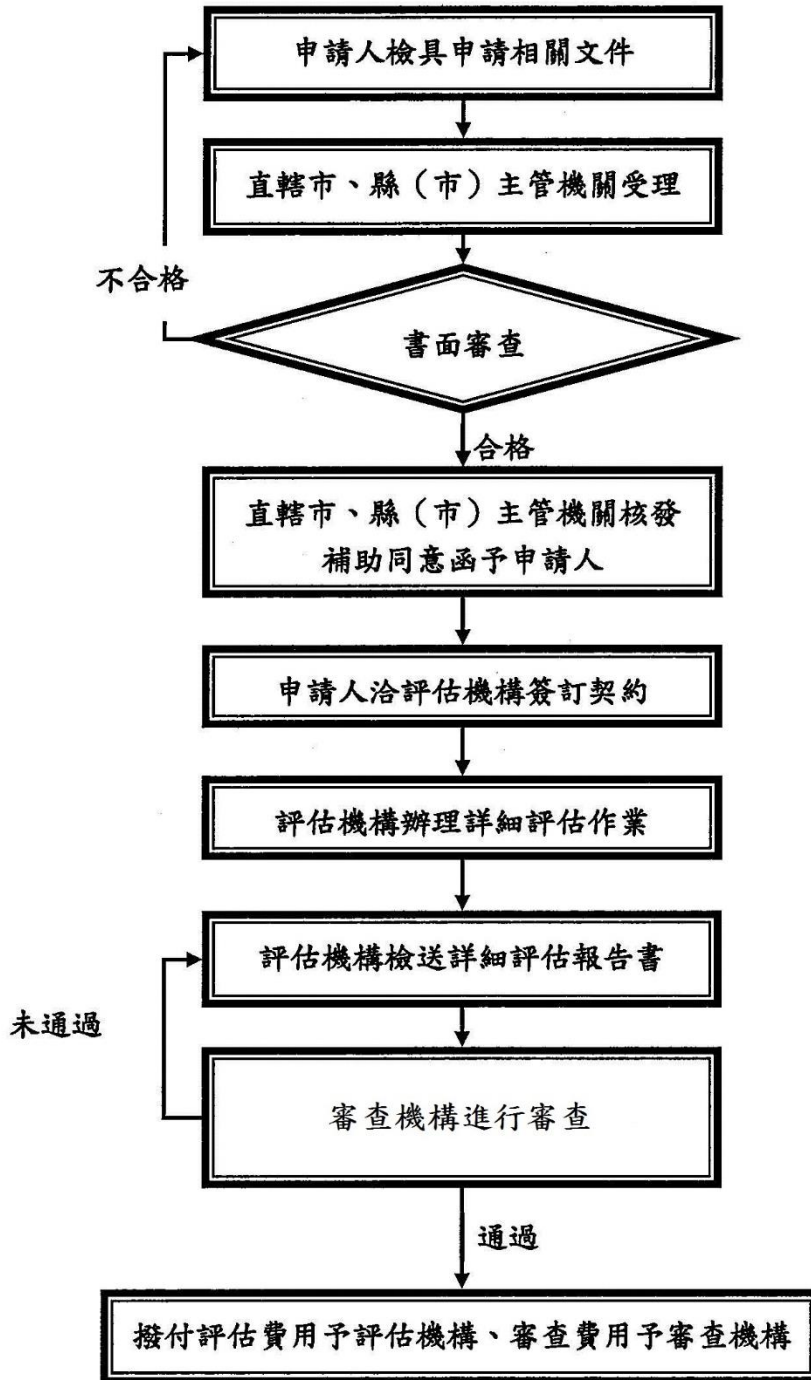 申請人檢具申請相關文件
直轄市、縣（市）主管機關受理
不合格
書面審查
合格
直轄市、縣（市）主管機關核發
補助同意函予申請人
申請人洽評估機構簽訂契約
評估機構辦理詳細評估作業
評估機構檢送詳細評估報告書
未通過
審查機構進行審查
通過
撥付評估費用予評估機構、審查費用予審查機構